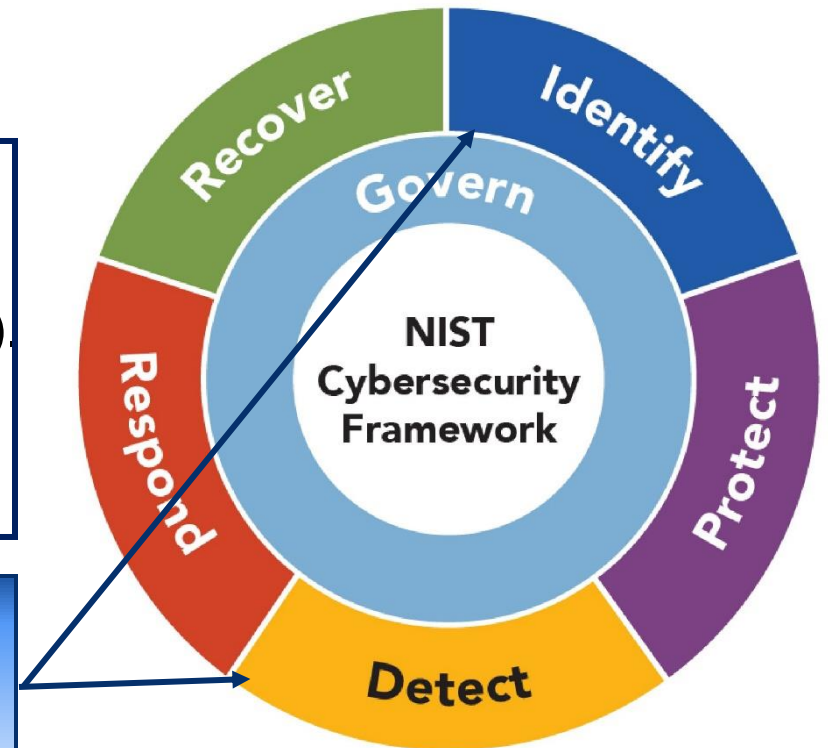 Recover
Identify
Govern
NIST
Cybersecurity
Framework
Respond
Protect
Detect
).